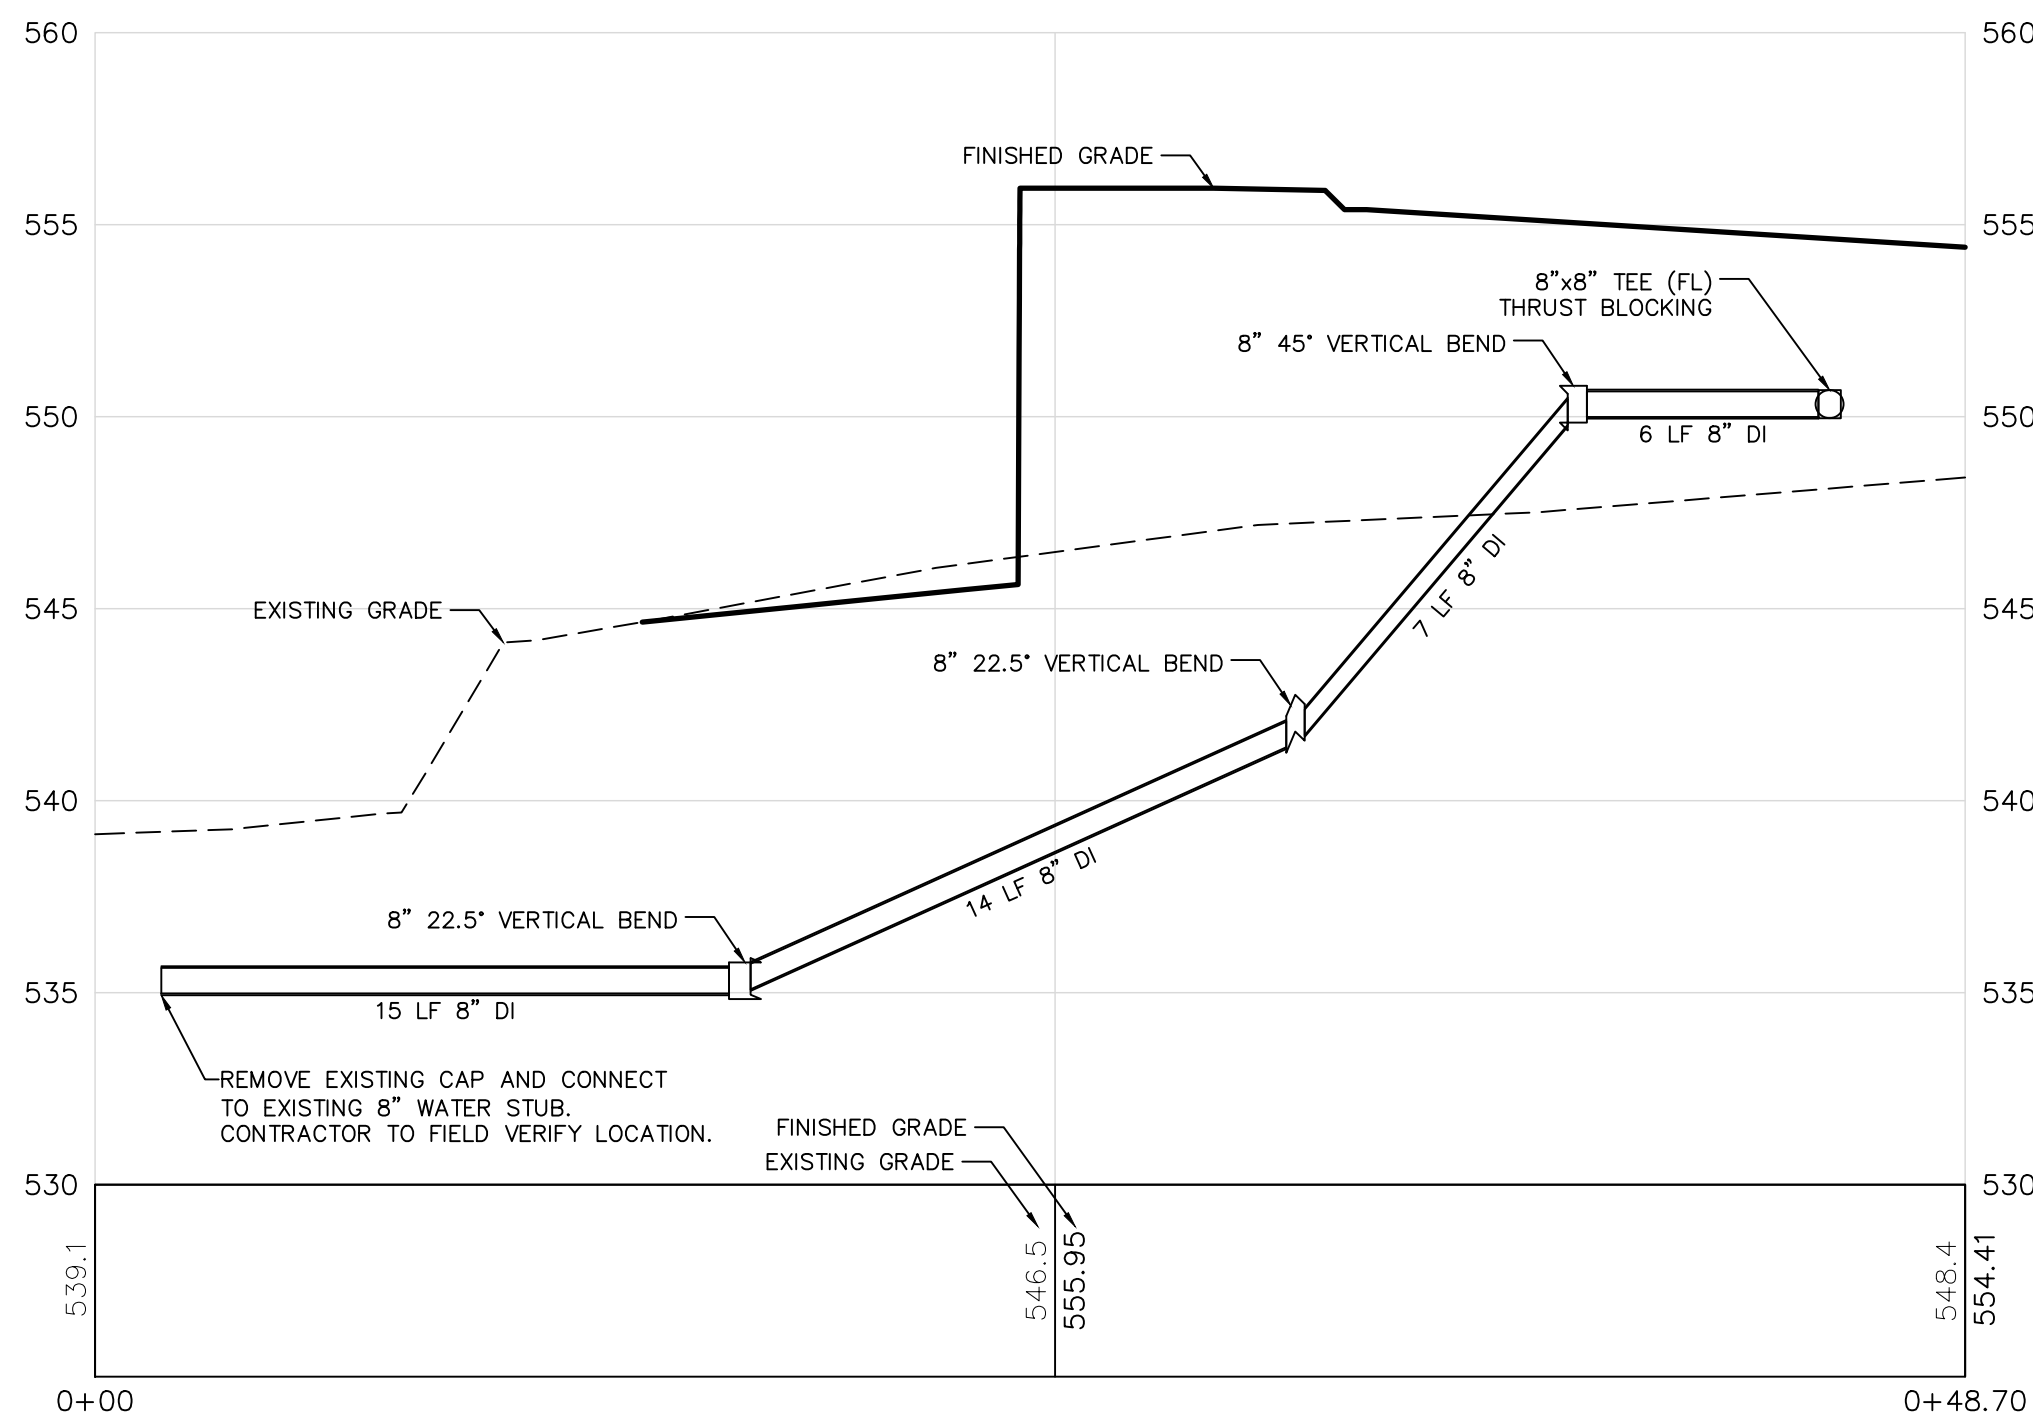 560
560
FINISHED GRADE
555
555
8”x8” TEE (FL)
THRUST BLOCKING
8” 45° VERTICAL BEND
550
550
6 LF 8” DI
7 LF 8” DI
EXISTING GRADE
545
545
8” 22.5° VERTICAL BEND
540
540
14 LF 8” DI
8” 22.5° VERTICAL BEND
535
535
15 LF 8” DI
REMOVE EXISTING CAP AND CONNECT
TO EXISTING 8” WATER STUB.
CONTRACTOR TO FIELD VERIFY LOCATION.
FINISHED GRADE
EXISTING GRADE
530
530
539.1
546.5
555.95
548.4
554.41
0+00
0+48.70